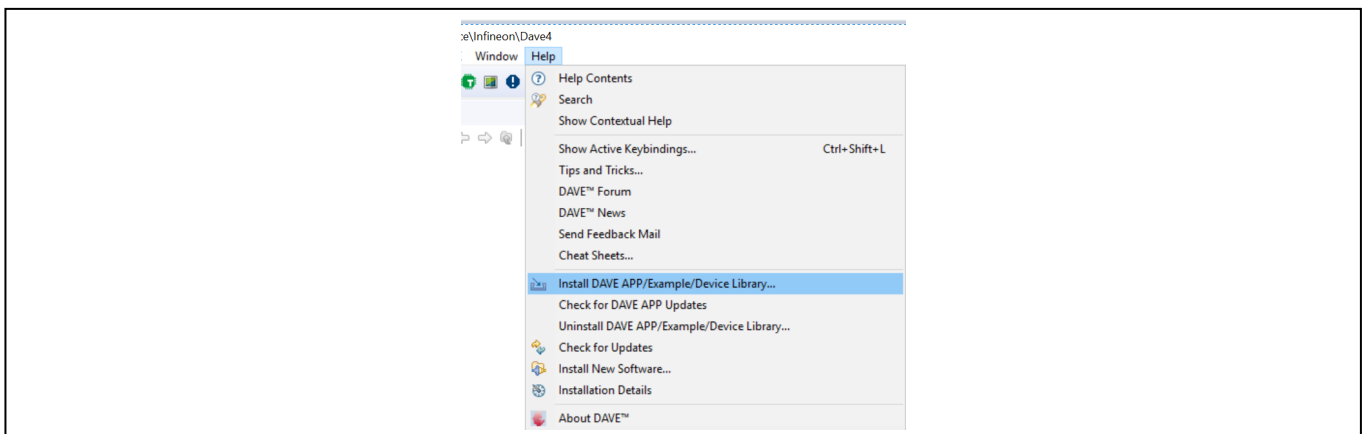 te\Infineon\Dave4
Window Help
Help Contents
Search
Show Contextual Help
Show Active Keybindings... Ctrl+Shift+L
Tips and Tricks...
DAVE™ Forum
DAVE™ News
Send Feedback Mail
Cheat Sheets...
Install DAVE APP/Example/Device Library...
Check for DAVE APP Updates
Uninstall DAVE APP/Example/Device Library...
Check for Updates
Install New Software...
Installation Details
About DAVE™